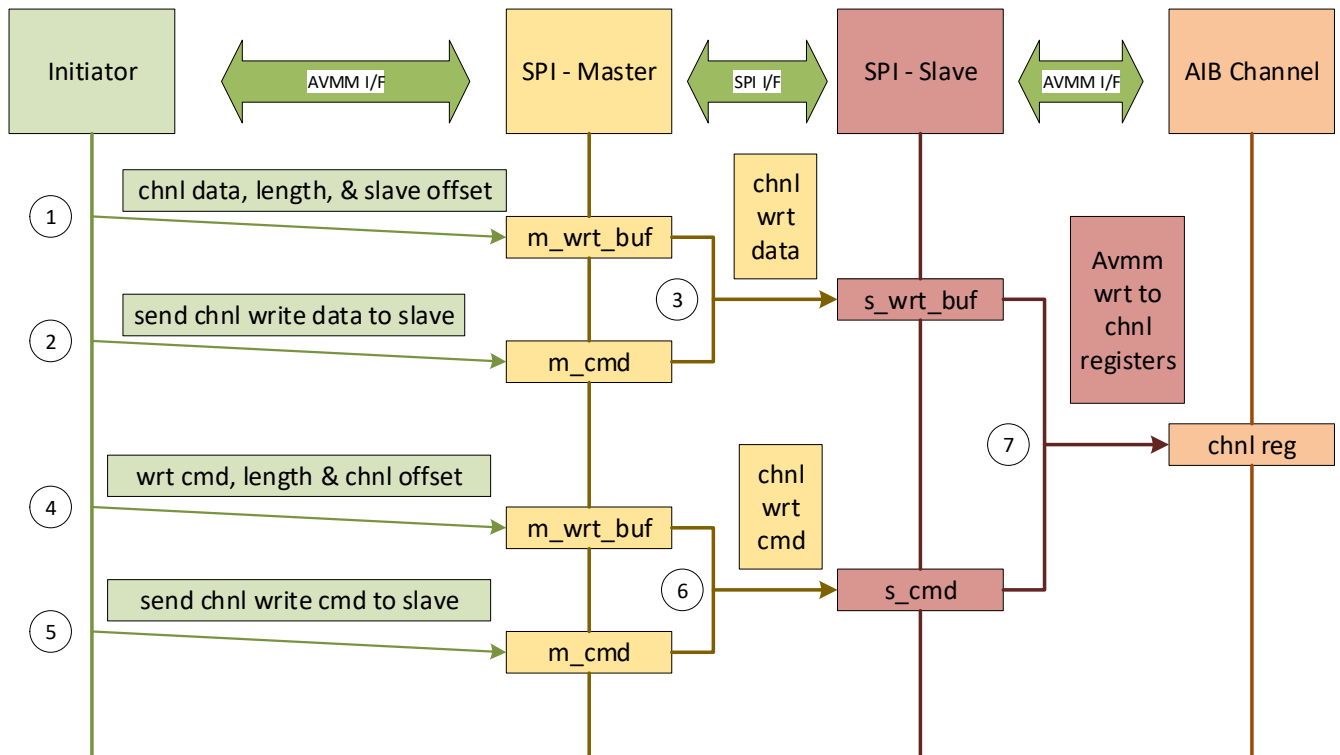 Initiator
AVMM I/F
SPI - Master
SPI I/F
SPI - Slave
AVMM I/F
AIB Channel
1
chnl data, length, & slave offset
m_wrt_buf
chnl
wrt
data
2
send chnl write data to slave
m_cmd
3
s_wrt_buf
Avmm
wrt to
chnl
registers
4
wrt cmd, length & chnl offset
m_wrt_buf
chnl
wrt
cmd
7
chnl reg
5
send chnl write cmd to slave
m_cmd
6
s_cmd